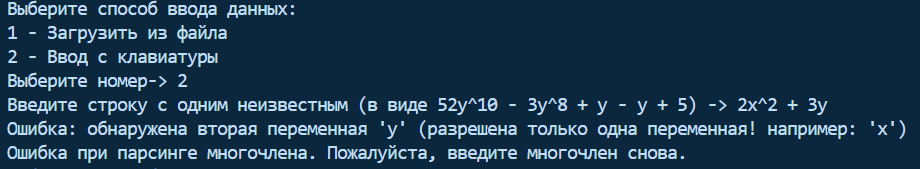 Выберите способ ввода данных:
1 - Загрузить из файла
2 - Ввод с клавиатуры
Выберите номер-> 2
Введите строку с одним неизвестным (в виде 52y^10 - 3y^8 + y - y + 5) -> 2x^2 + 3y
Ошибка: обнаружена вторая переменная 'y' (разрешена только одна переменная! например: 'x')
Ошибка при парсинге многочлена. Пожалуйста, введите многочлен снова.